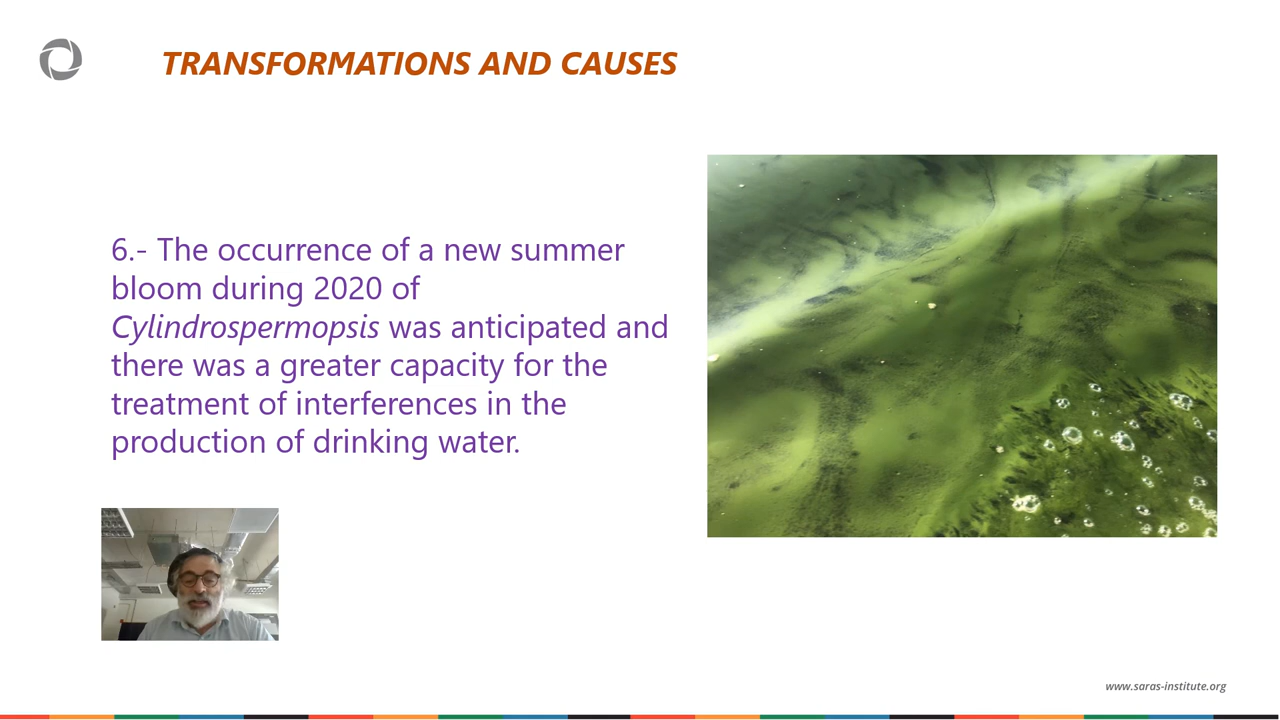 TRANSFORMATIONS AND CAUSES
6.- The occurrence of a new summer
bloom during 2020 of
Cylindrospermopsis was anticipated and
there was a greater capacity for the
treatment of interferences in the
production of drinking water.
www.saras-institute.org